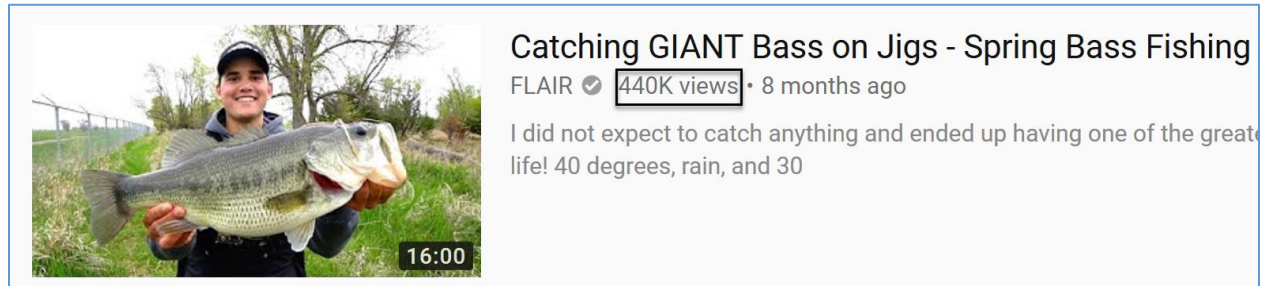 Catching GIANT Bass on Jigs - Spring Bass Fishing
FLAIR 440K views • 8 months ago
I did not expect to catch anything and ended up having one of the greate
life! 40 degrees, rain, and 30
16:00